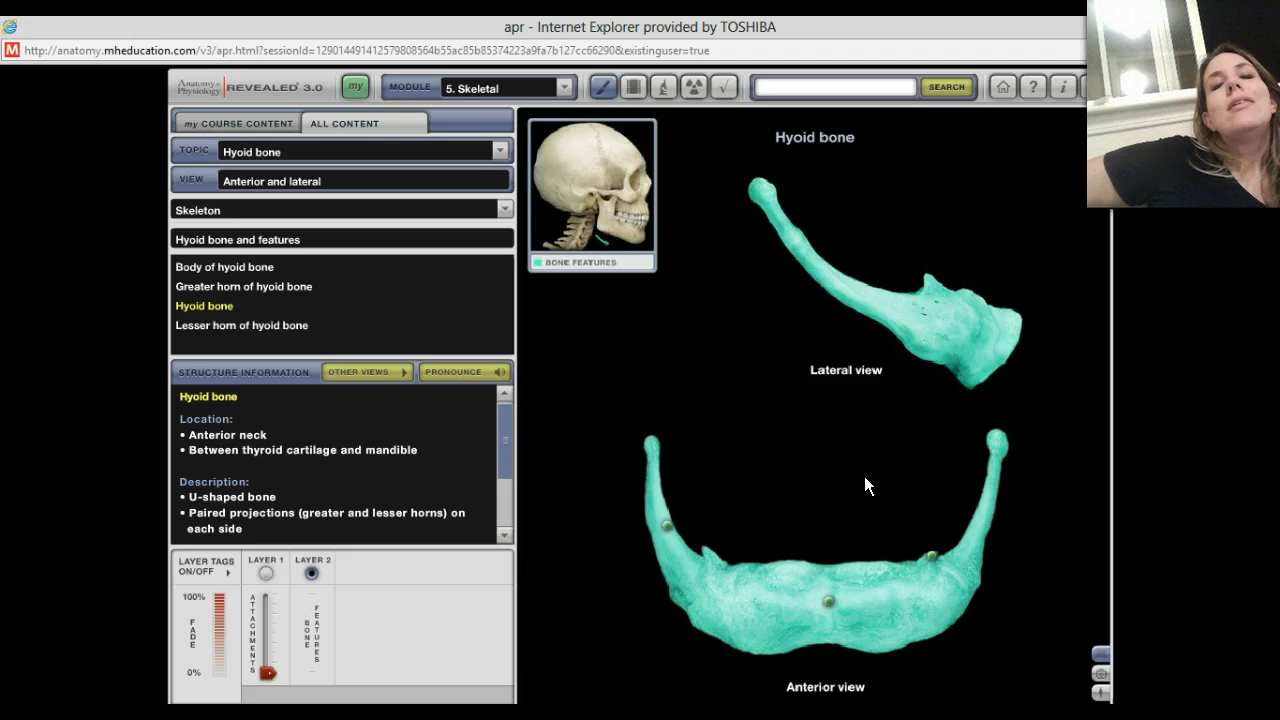 apr - Internet Explorer provided by TOSHIBA
M http://anatomy.mheducation.com/v3/apr.html?sessionId=129014491412579808564b55ac85b85374223a9fa7b127cc66290&existinguser=true
Anatomy & Physiology REVEALED® 3.0
my
MODULE 5. Skeletal
SEARCH
? i
my COURSE CONTENT ALL CONTENT
TOPIC Hyoid bone
VIEW Anterior and lateral
Skeleton
Hyoid bone and features
Body of hyoid bone
Greater horn of hyoid bone
Hyoid bone
Lesser horn of hyoid bone
STRUCTURE INFORMATION OTHER VIEWS PRONOUNCE
Hyoid bone
Location:
• Anterior neck
• Between thyroid cartilage and mandible
Description:
• U-shaped bone
• Paired projections (greater and lesser horns) on
each side
LAYER TAGS
ON/OFF
LAYER 1 LAYER 2
100%
FADE
0%
ATTACHMENTS
BONE FEATURES
BONE FEATURES
Hyoid bone
Lateral view
Anterior view